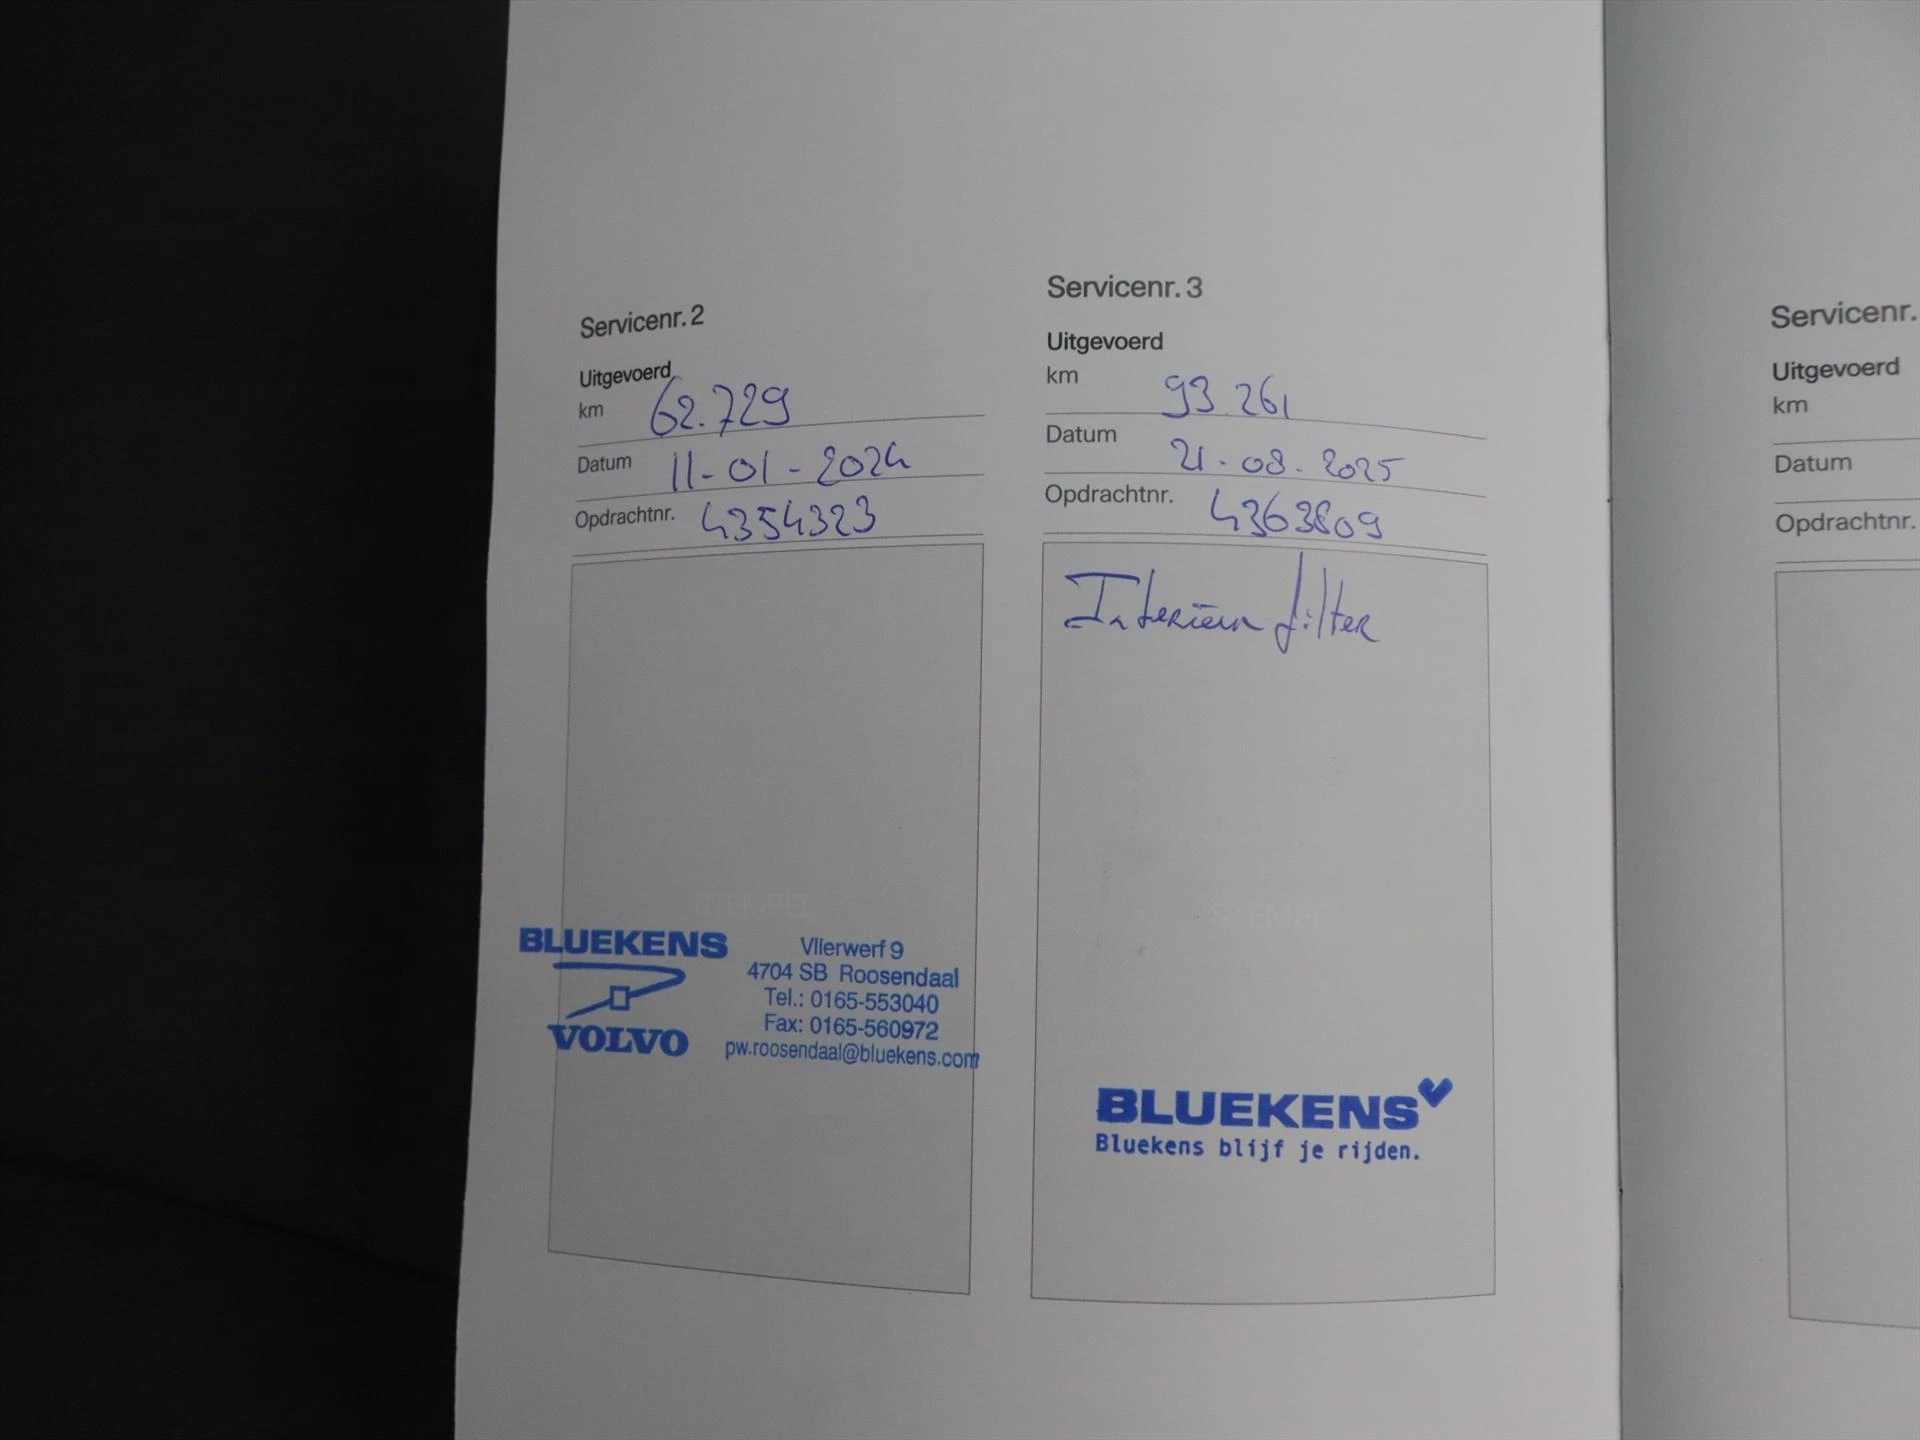 Servicenr. 2
Uitgevoerd
km 62.729
Datum 11-01-2024
Opdrachtnr. 4354323
STEMPEL
BLUEKENS
VOLVO
Vlierwerf 9
4704 SB Roosendaal
Tel.: 0165-553040
Fax: 0165-560972
pw.roosendaal@bluekens.com
Servicenr. 3
Uitgevoerd
km 93.261
Datum 21-08-2025
Opdrachtnr. 4363809
Interieur filter
STEMPEL
BLUEKENS
Bluekens blijf je rijden.
Servicenr.
Uitgevoerd
km
Datum
Opdrachtnr.